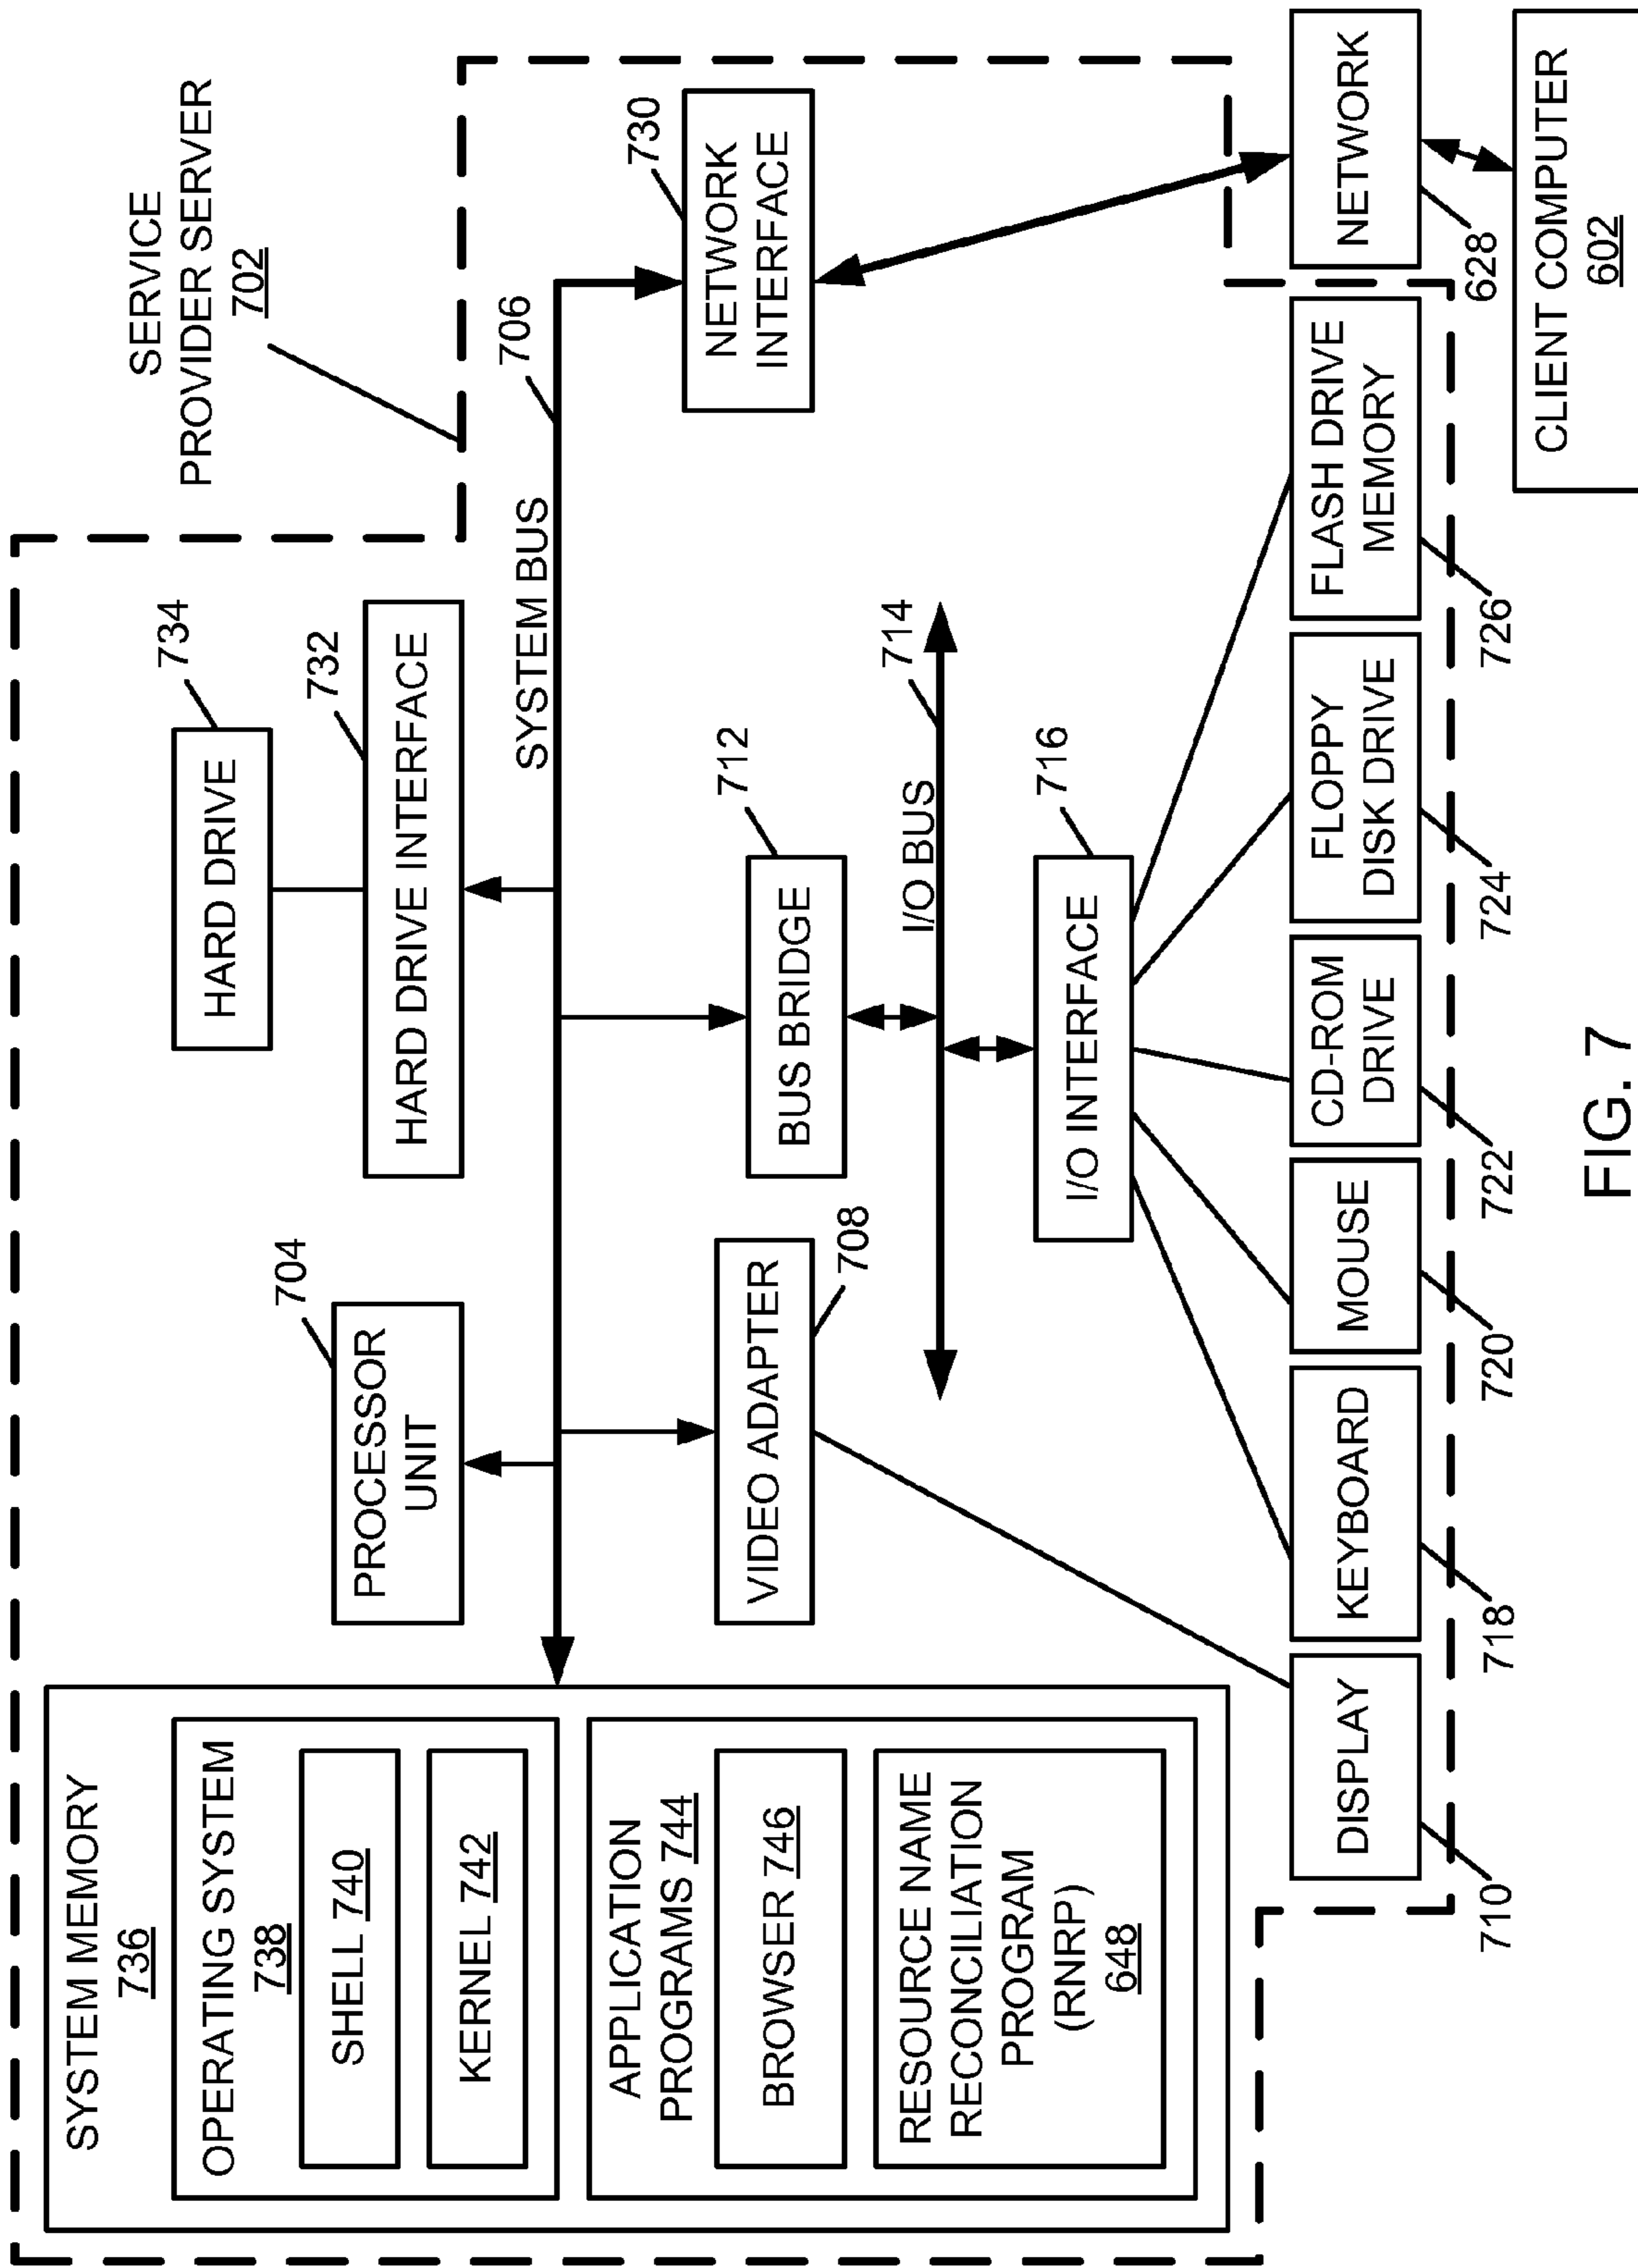 SERVICE
PROVIDER SERVER
702
SYSTEM MEMORY
736
OPERATING SYSTEM
738
SHELL 740
KERNEL 742
APPLICATION
PROGRAMS 744
BROWSER 746
RESOURCE NAME
RECONCILIATION
PROGRAM
(RNRP)
648
704
PROCESSOR
UNIT
734
HARD DRIVE
732
HARD DRIVE INTERFACE
SYSTEM BUS
706
VIDEO ADAPTER
708
712
BUS BRIDGE
730
NETWORK
INTERFACE
I/O BUS
714
716
I/O INTERFACE
DISPLAY
710
KEYBOARD
718
MOUSE
720
CD-ROM
DRIVE
722
FLOPPY
DISK DRIVE
724
FLASH DRIVE
MEMORY
726
NETWORK
628
CLIENT COMPUTER
602
FIG. 7